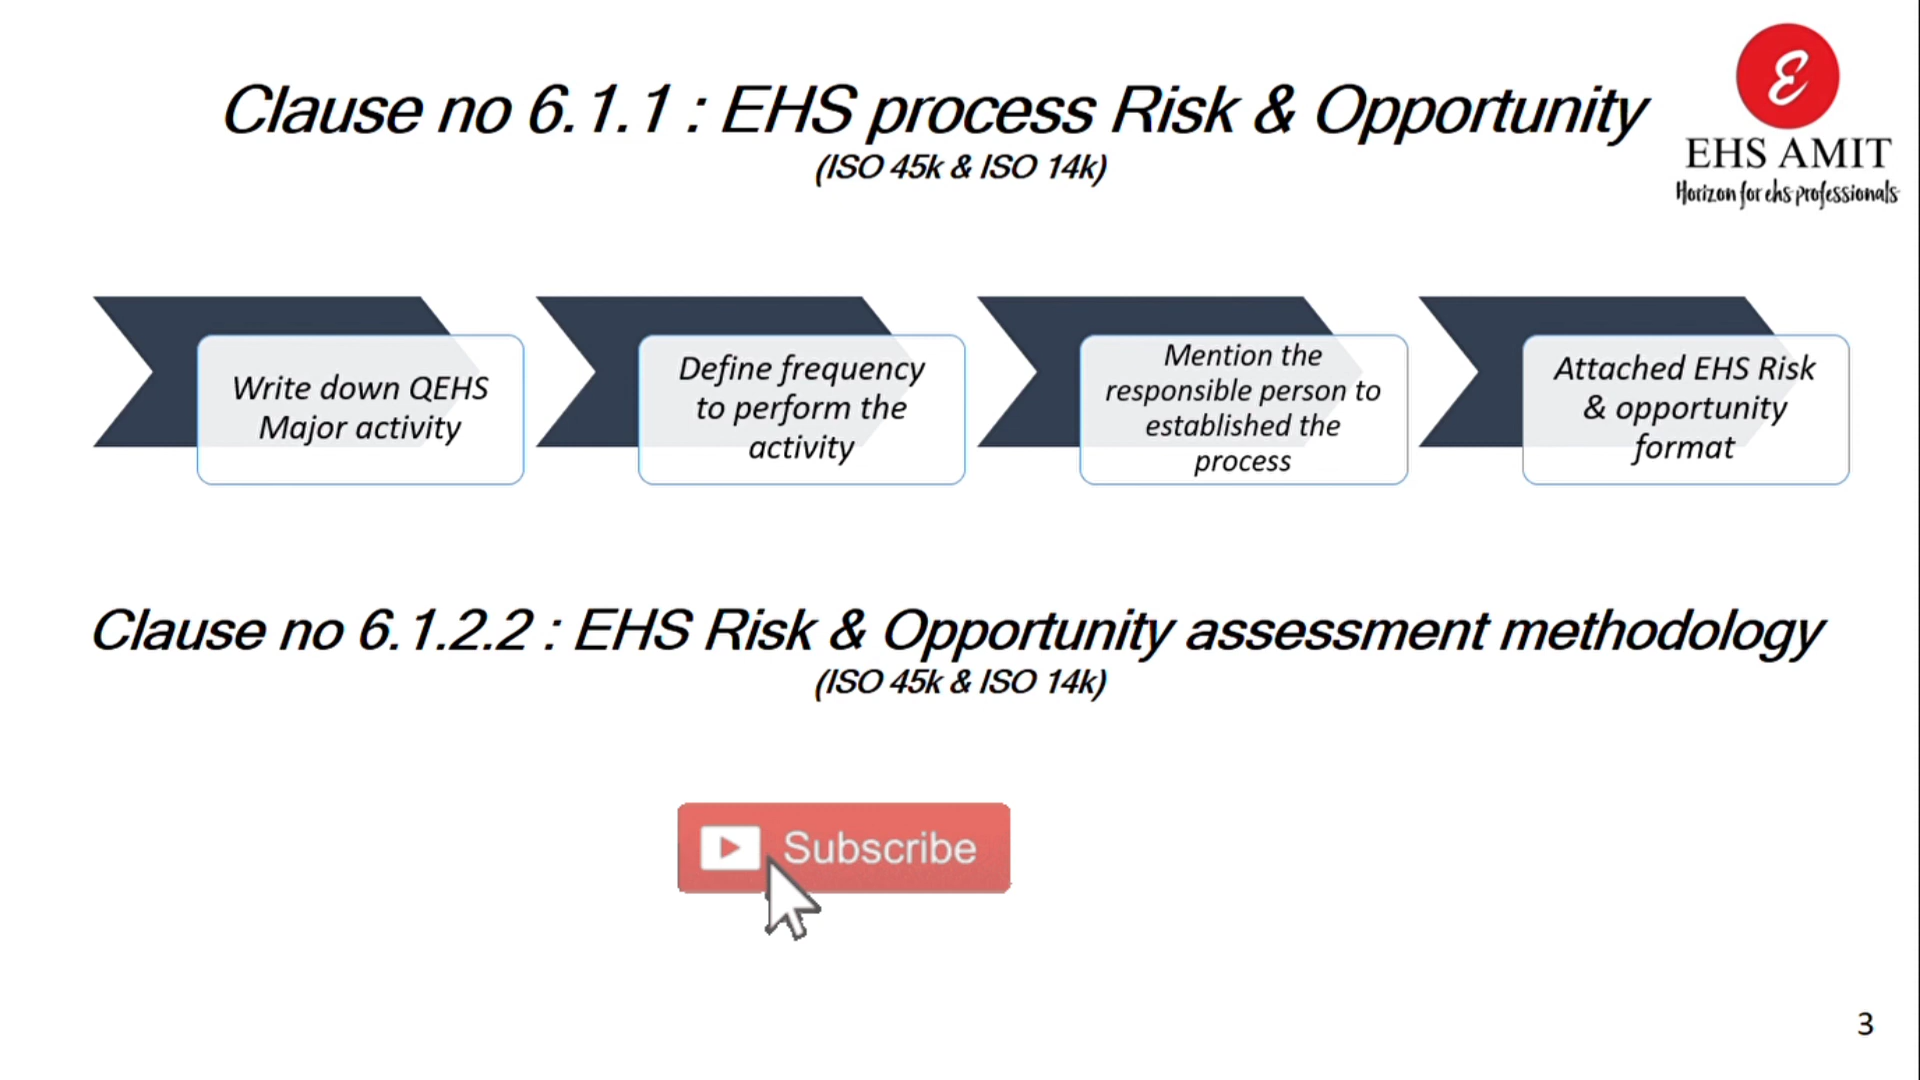 Clause no 6.1.1 : EHS process Risk & Opportunity
(ISO 45k & ISO 14k)
E
EHS AMIT
Horizon for ehs professionals
Write down QEHS
Major activity
Define frequency
to perform the
activity
Mention the
responsible person to
established the
process
Attached EHS Risk
& opportunity
format
Clause no 6.1.2.2 : EHS Risk & Opportunity assessment methodology
(ISO 45k & ISO 14k)
Subscribe
3